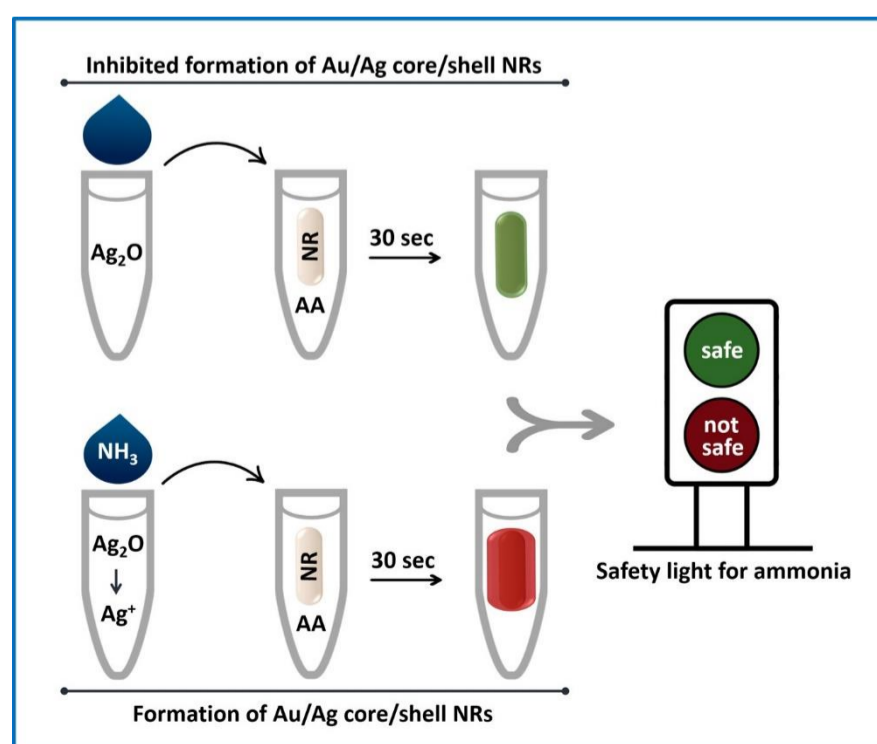 Inhibited formation of Au/Ag core/shell NRs
Ag₂O
NR
AA
30 sec
NH₃
Ag₂O
↓
Ag⁺
NR
AA
30 sec
Formation of Au/Ag core/shell NRs
safe
not
safe
Safety light for ammonia